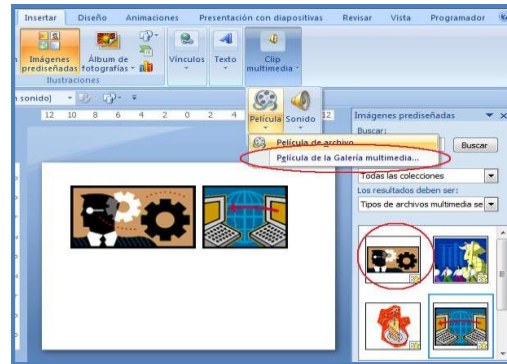 Insertar Diseño Animaciones Presentación con diapositivas Revisar Vista Programador
Imágenes prediseñadas
Álbum de fotografías
Vínculos
Texto
Clip multimedia
Ilustraciones
sonido)
Película
Sonido
12 10 8 6 4 2 0 2 4 12
Película de archivo
Película de la Galería multimedia...
Imágenes prediseñadas
Buscar:
Buscar
Todas las colecciones
Los resultados deben ser:
Tipos de archivos multimedia se